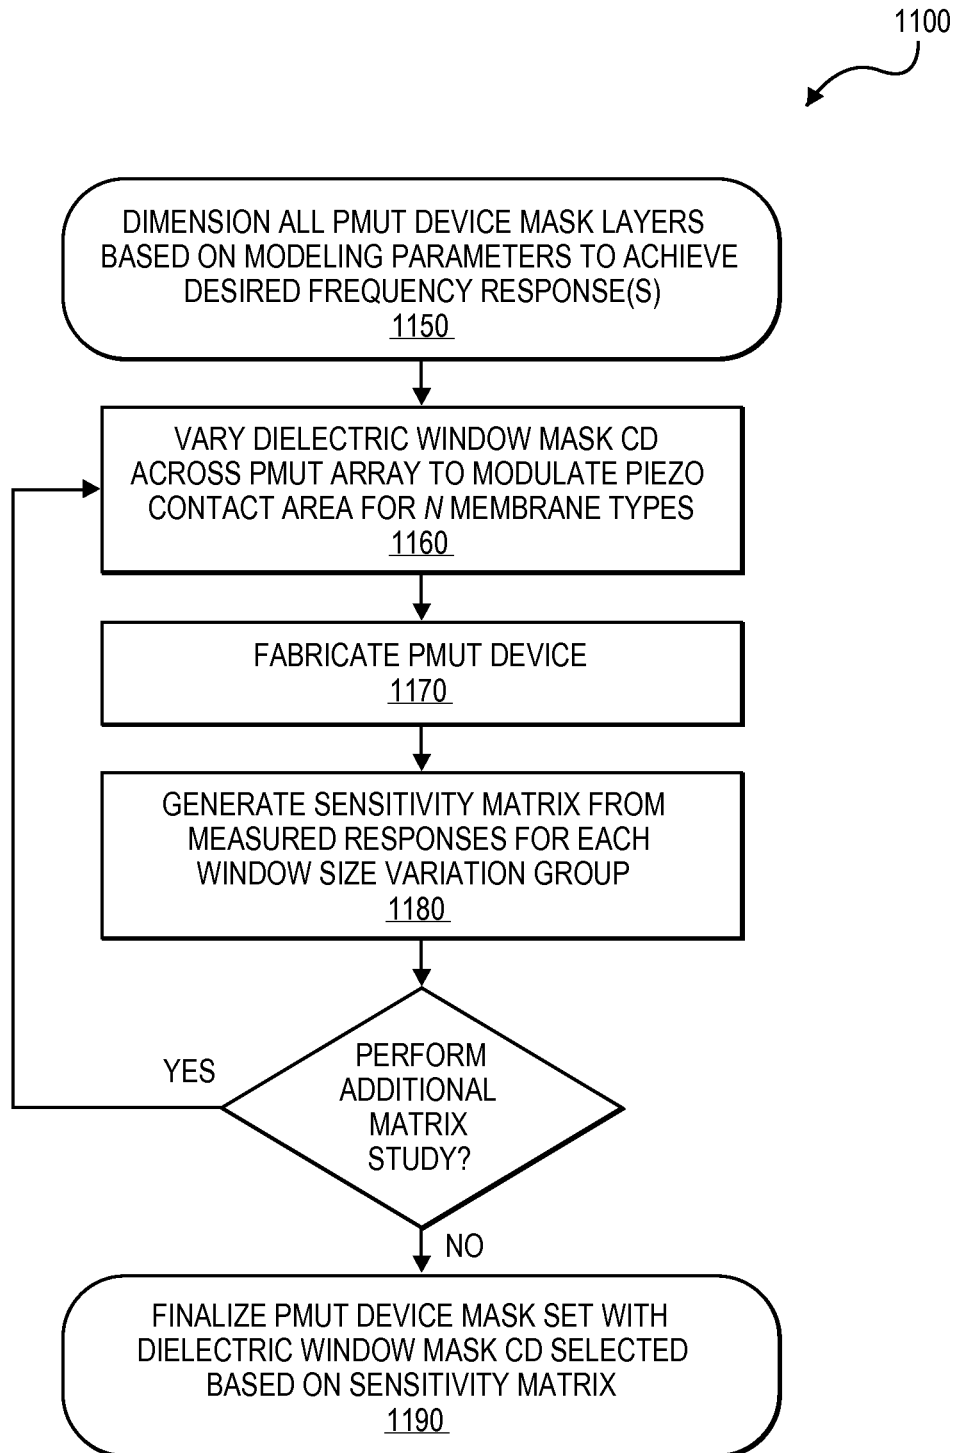 1100
DIMENSION ALL PMUT DEVICE MASK LAYERS
BASED ON MODELING PARAMETERS TO ACHIEVE
DESIRED FREQUENCY RESPONSE(S)
1150
VARY DIELECTRIC WINDOW MASK CD
ACROSS PMUT ARRAY TO MODULATE PIEZO
CONTACT AREA FOR N MEMBRANE TYPES
1160
FABRICATE PMUT DEVICE
1170
GENERATE SENSITIVITY MATRIX FROM
MEASURED RESPONSES FOR EACH
WINDOW SIZE VARIATION GROUP
1180
YES
PERFORM
ADDITIONAL
MATRIX
STUDY?
NO
FINALIZE PMUT DEVICE MASK SET WITH
DIELECTRIC WINDOW MASK CD SELECTED
BASED ON SENSITIVITY MATRIX
1190